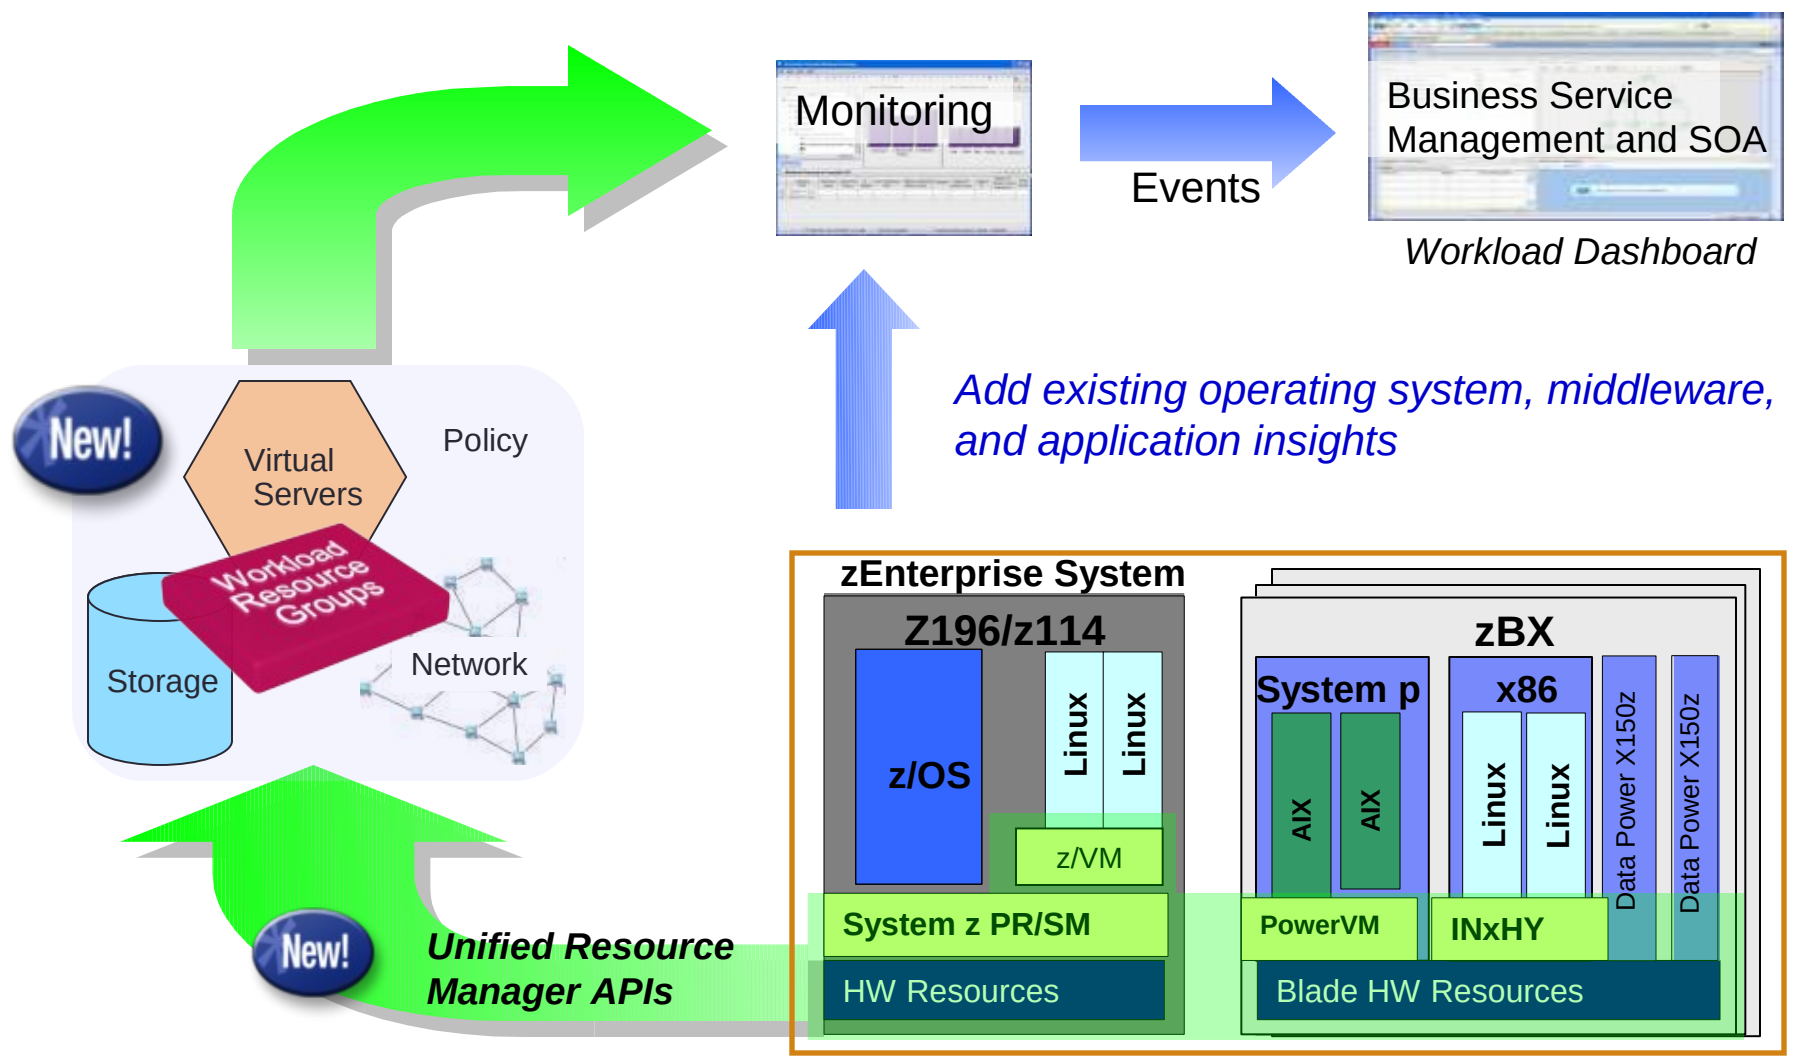 Monitoring
Events
Business Service
Management and SOA
Workload Dashboard
Add existing operating system, middleware,
and application insights
New!
Virtual
Servers
Policy
Workload
Resource
Groups
Storage
Network
New!
Unified Resource
Manager APIs
zEnterprise System
Z196/z114
z/OS
Linux
Linux
z/VM
System z PR/SM
HW Resources
zBX
System p
AIX
AIX
x86
Linux
Linux
Data Power X150z
Data Power X150z
PowerVM
INxHY
Blade HW Resources